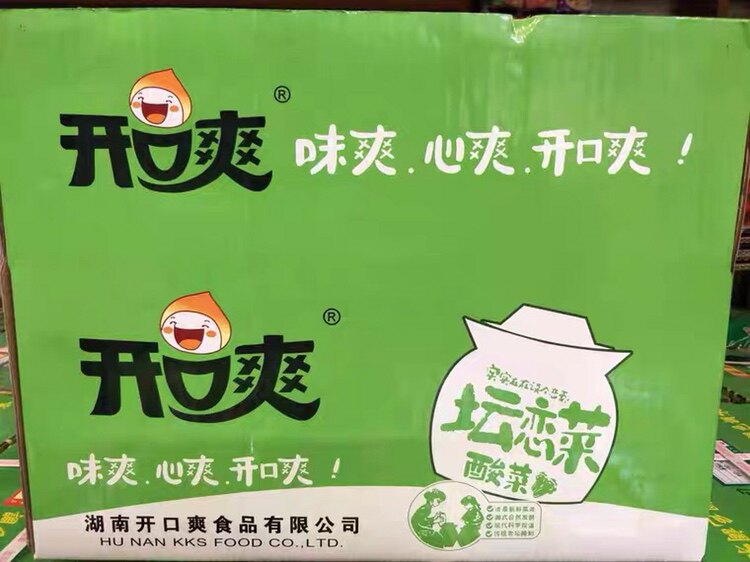 开口爽®
味爽.心爽.开口爽!
开口爽®
味爽.心爽.开口爽!
坛恋菜
酸菜
湖南开口爽食品有限公司
HU NAN KKS FOOD CO.,LTD.